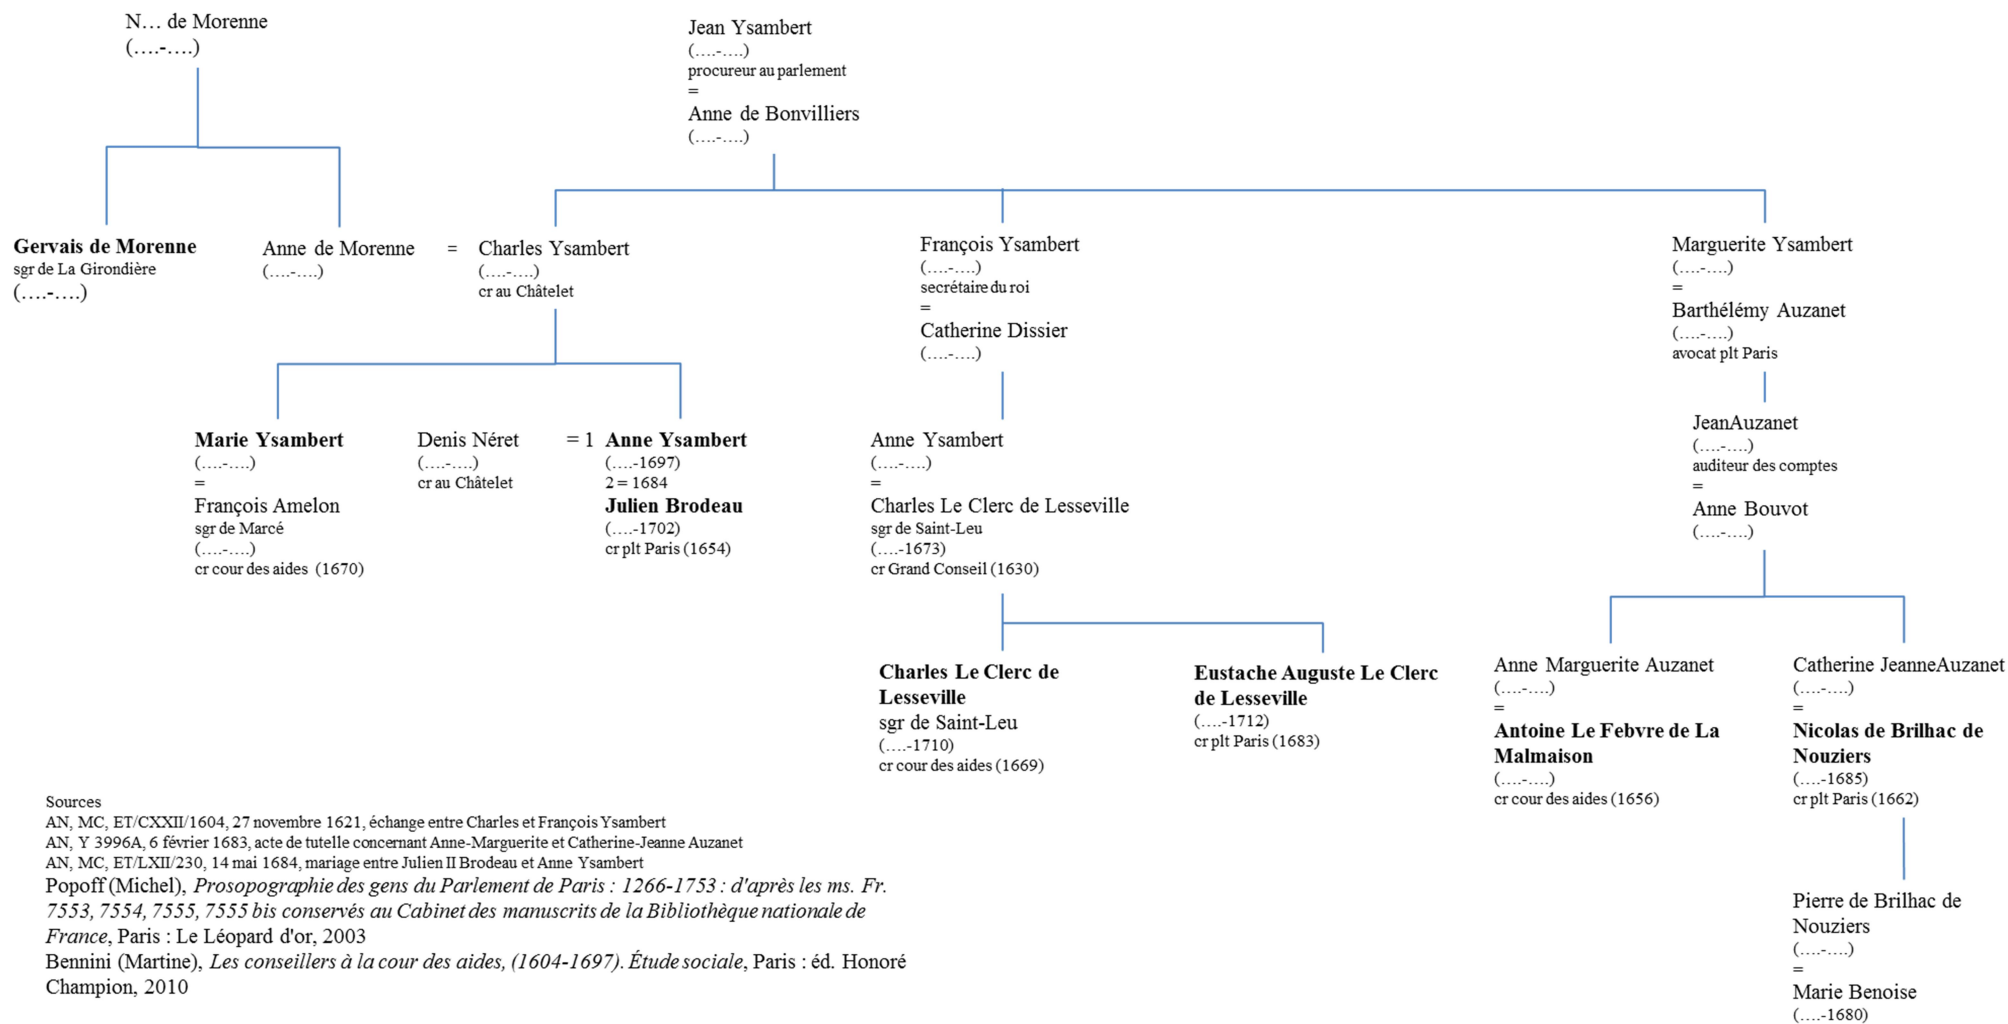 N… de Morenne
(….-….)
Jean Ysambert
(….-….)
procureur au parlement
=
Anne de Bonvilliers
(….-….)
Gervais de Morenne
sgr de La Girondière
(….-….)
Anne de Morenne
(….-….)
=
Charles Ysambert
(….-….)
cr au Châtelet
François Ysambert
(….-….)
secrétaire du roi
=
Catherine Dissier
(….-….)
Marguerite Ysambert
(….-….)
=
Barthélémy Auzanet
(….-….)
avocat plt Paris
Marie Ysambert
(….-….)
=
François Amelon
sgr de Marcé
(….-….)
cr cour des aides (1670)
Denis Néret
(….-….)
cr au Châtelet
= 1
Anne Ysambert
(….-1697)
2 = 1684
Julien Brodeau
(….-1702)
cr plt Paris (1654)
Anne Ysambert
(….-….)
=
Charles Le Clerc de Lesseville
sgr de Saint-Leu
(….-1673)
cr Grand Conseil (1630)
JeanAuzanet
(….-….)
auditeur des comptes
=
Anne Bouvot
(….-….)
Charles Le Clerc de
Lesseville
sgr de Saint-Leu
(….-1710)
cr cour des aides (1669)
Eustache Auguste Le Clerc
de Lesseville
(….-1712)
cr plt Paris (1683)
Anne Marguerite Auzanet
(….-….)
=
Antoine Le Febvre de La
Malmaison
(….-….)
cr cour des aides (1656)
Catherine JeanneAuzanet
(….-….)
=
Nicolas de Brilhac de
Nouziers
(….-1685)
cr plt Paris (1662)
Pierre de Brilhac de
Nouziers
(….-….)
=
Marie Benoise
(….-1680)
Sources
AN, MC, ET/CXXII/1604, 27 novembre 1621, échange entre Charles et François Ysambert
AN, Y 3996A, 6 février 1683, acte de tutelle concernant Anne-Marguerite et Catherine-Jeanne Auzanet
AN, MC, ET/LXII/230, 14 mai 1684, mariage entre Julien II Brodeau et Anne Ysambert
Popoff (Michel), Prosopographie des gens du Parlement de Paris : 1266-1753 : d'après les ms. Fr.
7553, 7554, 7555, 7555 bis conservés au Cabinet des manuscrits de la Bibliothèque nationale de
France, Paris : Le Léopard d'or, 2003
Bennini (Martine), Les conseillers à la cour des aides, (1604-1697). Étude sociale, Paris : éd. Honoré
Champion, 2010